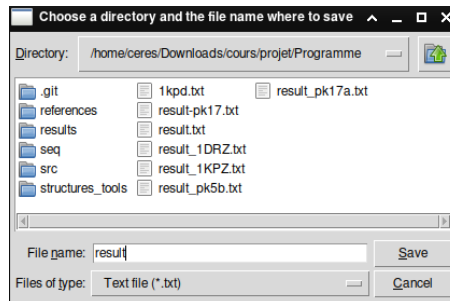 Choose a directory and the file name where to save
Directory: /home/ceres/Downloads/cours/projet/Programme
.git 1kpd.txt result_pk17a.txt
references result-pk17.txt
results result.txt
seq result_1DRZ.txt
src result_1KPZ.txt
structures_tools result_pk5b.txt
File name: result Save
Files of type: Text file (*.txt) Cancel